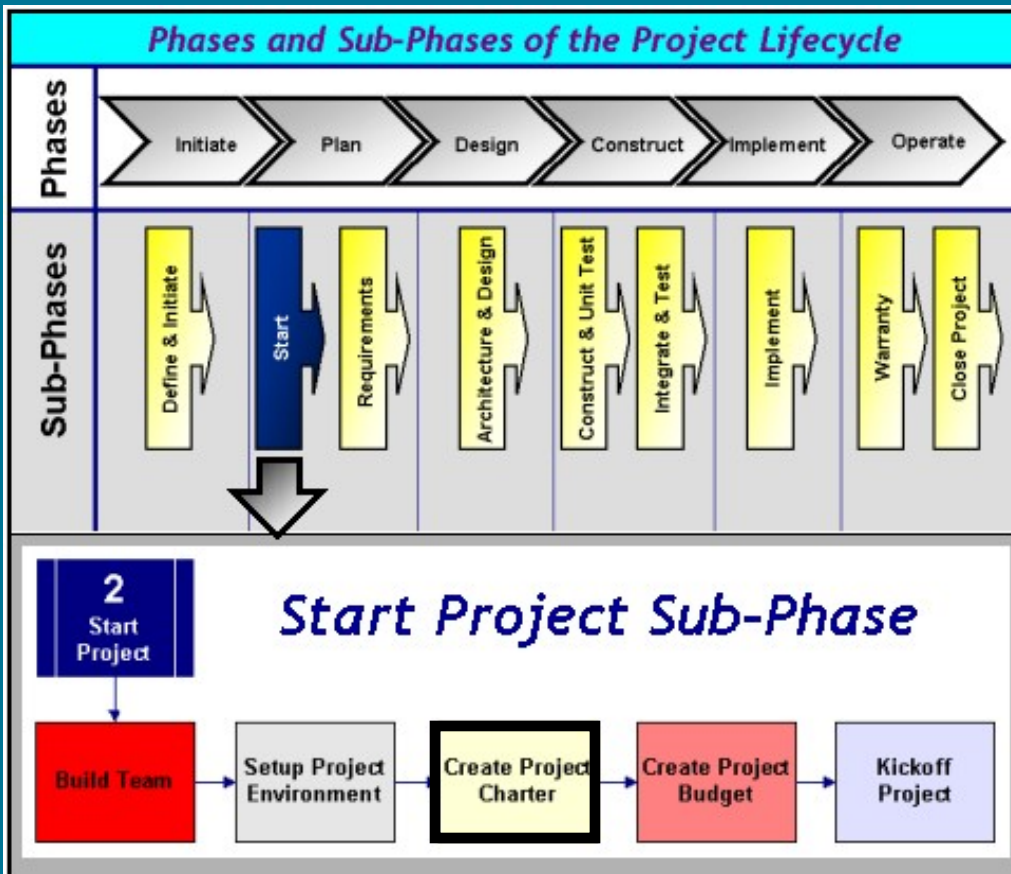 Phases and Sub-Phases of the Project Lifecycle
Phases
Initiate
Plan
Design
Construct
Implement
Operate
Sub-Phases
Define & Initiate
Start
Requirements
Architecture & Design
Construct & Unit Test
Integrate & Test
Implement
Warranty
Close Project
2
Start
Project
Start Project Sub-Phase
Build Team
Setup Project
Environment
Create Project
Charter
Create Project
Budget
Kickoff
Project